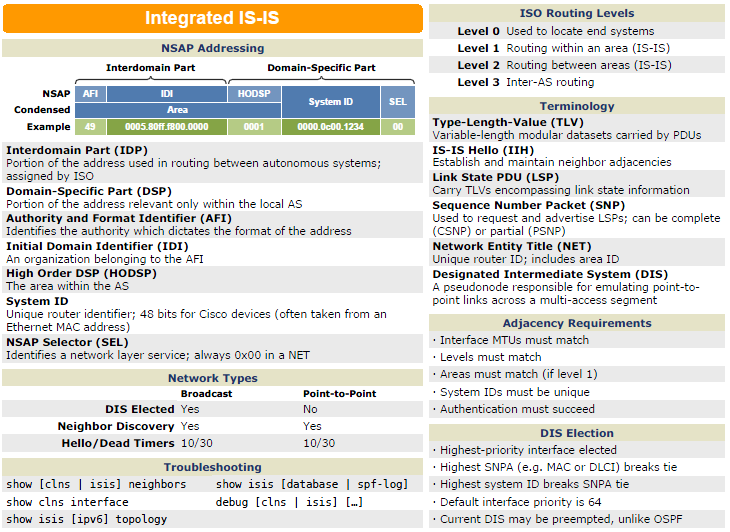 Integrated IS-IS
NSAP Addressing
Interdomain Part Domain-Specific Part
NSAP AFI IDI HODSP System ID SEL
Condensed Area
Example 49 0005.80ff.f800.0000 0001 0000.0c00.1234 00
Interdomain Part (IDP)
Portion of the address used in routing between autonomous systems;
assigned by ISO
Domain-Specific Part (DSP)
Portion of the address relevant only within the local AS
Authority and Format Identifier (AFI)
Identifies the authority which dictates the format of the address
Initial Domain Identifier (IDI)
An organization belonging to the AFI
High Order DSP (HODSP)
The area within the AS
System ID
Unique router identifier; 48 bits for Cisco devices (often taken from an
Ethernet MAC address)
NSAP Selector (SEL)
Identifies a network layer service; always 0x00 in a NET
Network Types
Broadcast Point-to-Point
DIS Elected Yes No
Neighbor Discovery Yes Yes
Hello/Dead Timers 10/30 10/30
Troubleshooting
show [clns | isis] neighbors show isis [database | spf-log]
show clns interface debug [clns | isis] […]
show isis [ipv6] topology
ISO Routing Levels
Level 0 Used to locate end systems
Level 1 Routing within an area (IS-IS)
Level 2 Routing between areas (IS-IS)
Level 3 Inter-AS routing
Terminology
Type-Length-Value (TLV)
Variable-length modular datasets carried by PDUs
IS-IS Hello (IIH)
Establish and maintain neighbor adjacencies
Link State PDU (LSP)
Carry TLVs encompassing link state information
Sequence Number Packet (SNP)
Used to request and advertise LSPs; can be complete
(CSNP) or partial (PSNP)
Network Entity Title (NET)
Unique router ID; includes area ID
Designated Intermediate System (DIS)
A pseudonode responsible for emulating point-to-
point links across a multi-access segment
Adjacency Requirements
· Interface MTUs must match
· Levels must match
· Areas must match (if level 1)
· System IDs must be unique
· Authentication must succeed
DIS Election
· Highest-priority interface elected
· Highest SNPA (e.g. MAC or DLCI) breaks tie
· Highest system ID breaks SNPA tie
· Default interface priority is 64
· Current DIS may be preempted, unlike OSPF